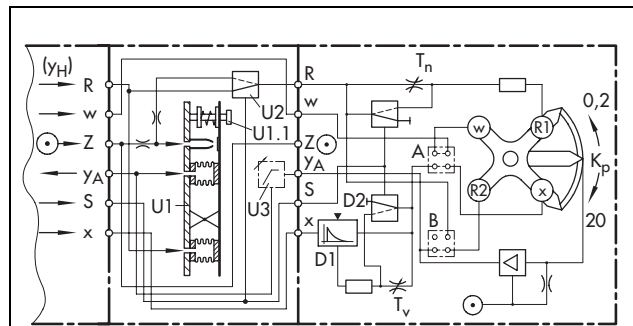 (yH)
R
w
Z
yA
S
x
U2
U1.1
U1
U3
R
w
Z
yA
S
x
D1
D2
Tn
Tv
A
B
w
R1
R2
x
0,2
Kp
20